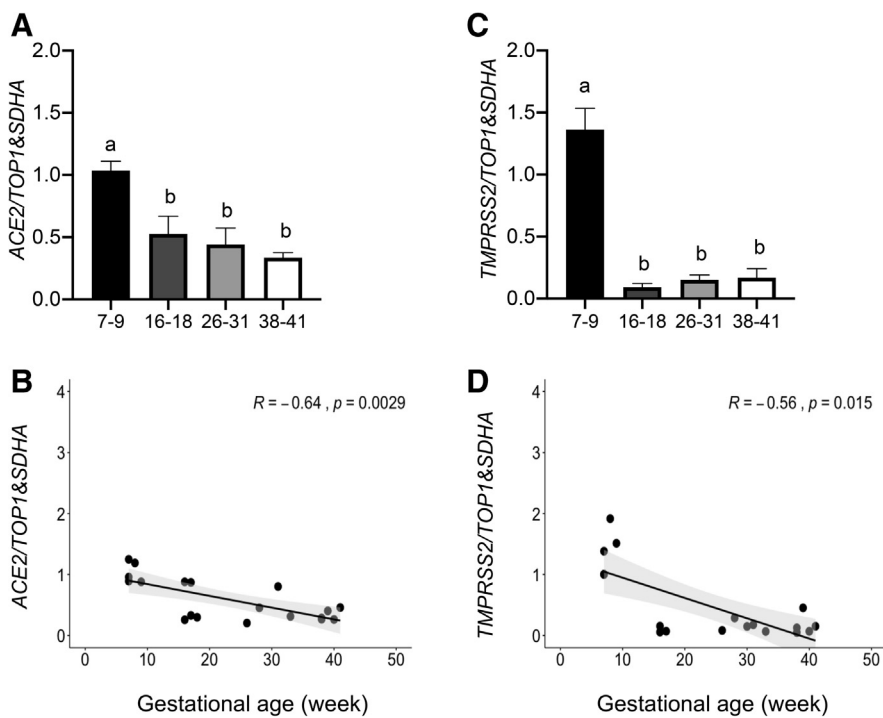 A
ACE2/TOP1&SDHA
2.0
1.5
1.0
0.5
0.0
a
b
b
b
7-9
16-18
26-31
38-41
C
TMPRSS2/TOP1&SDHA
2.0
1.5
1.0
0.5
0.0
a
b
b
b
7-9
16-18
26-31
38-41
B
ACE2/TOP1&SDHA
4
3
2
1
0
R = −0.64 , p = 0.0029
0
10
20
30
40
50
Gestational age (week)
D
TMPRSS2/TOP1&SDHA
4
3
2
1
0
R = −0.56 , p = 0.015
0
10
20
30
40
50
Gestational age (week)